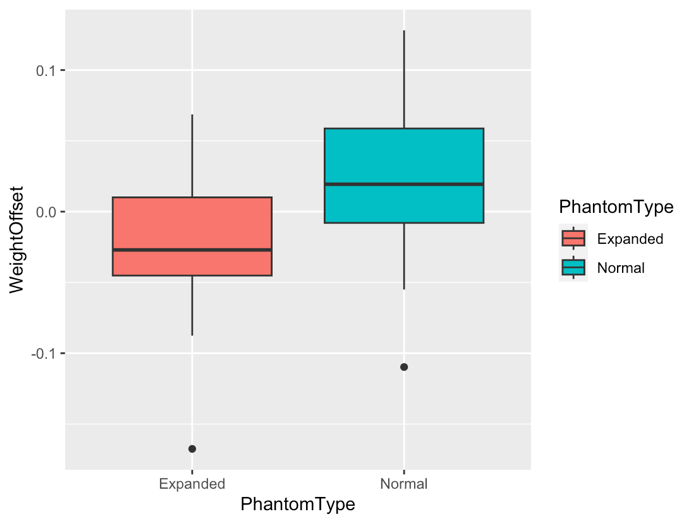 WeightOffset
0.1
0.0
-0.1
Expanded
Normal
PhantomType
PhantomType
Expanded
Normal